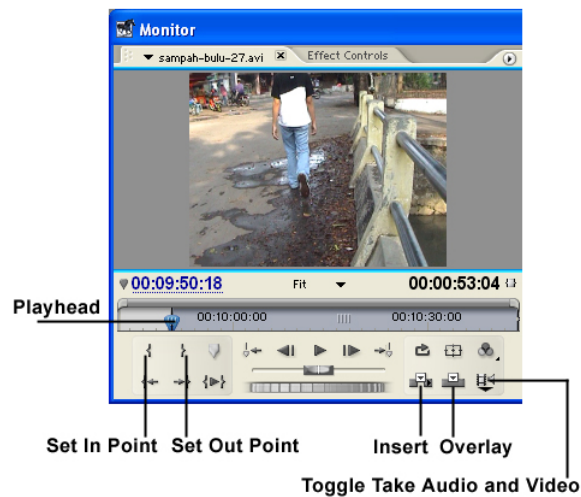 Monitor
sampah-bulu-27.avi Effect Controls
00:09:50:18 Fit 00:00:53:04
Playhead
00:10:00:00 00:10:30:00
Set In Point Set Out Point Insert Overlay
Toggle Take Audio and Video